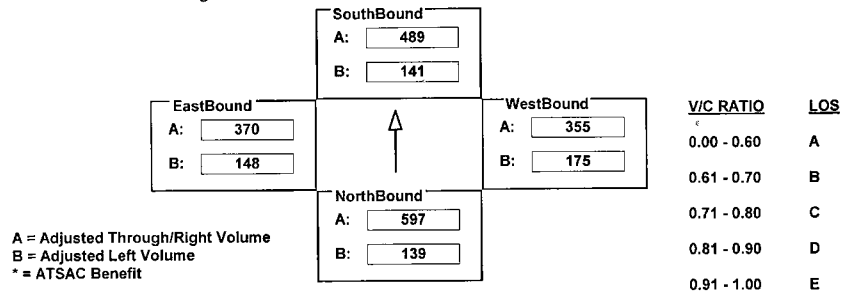 SouthBound
A: 489
B: 141
EastBound
A: 370
B: 148
WestBound
A: 355
B: 175
NorthBound
A: 597
B: 139
A = Adjusted Through/Right Volume
B = Adjusted Left Volume
* = ATSAC Benefit
V/C RATIO LOS
0.00 - 0.60 A
0.61 - 0.70 B
0.71 - 0.80 C
0.81 - 0.90 D
0.91 - 1.00 E